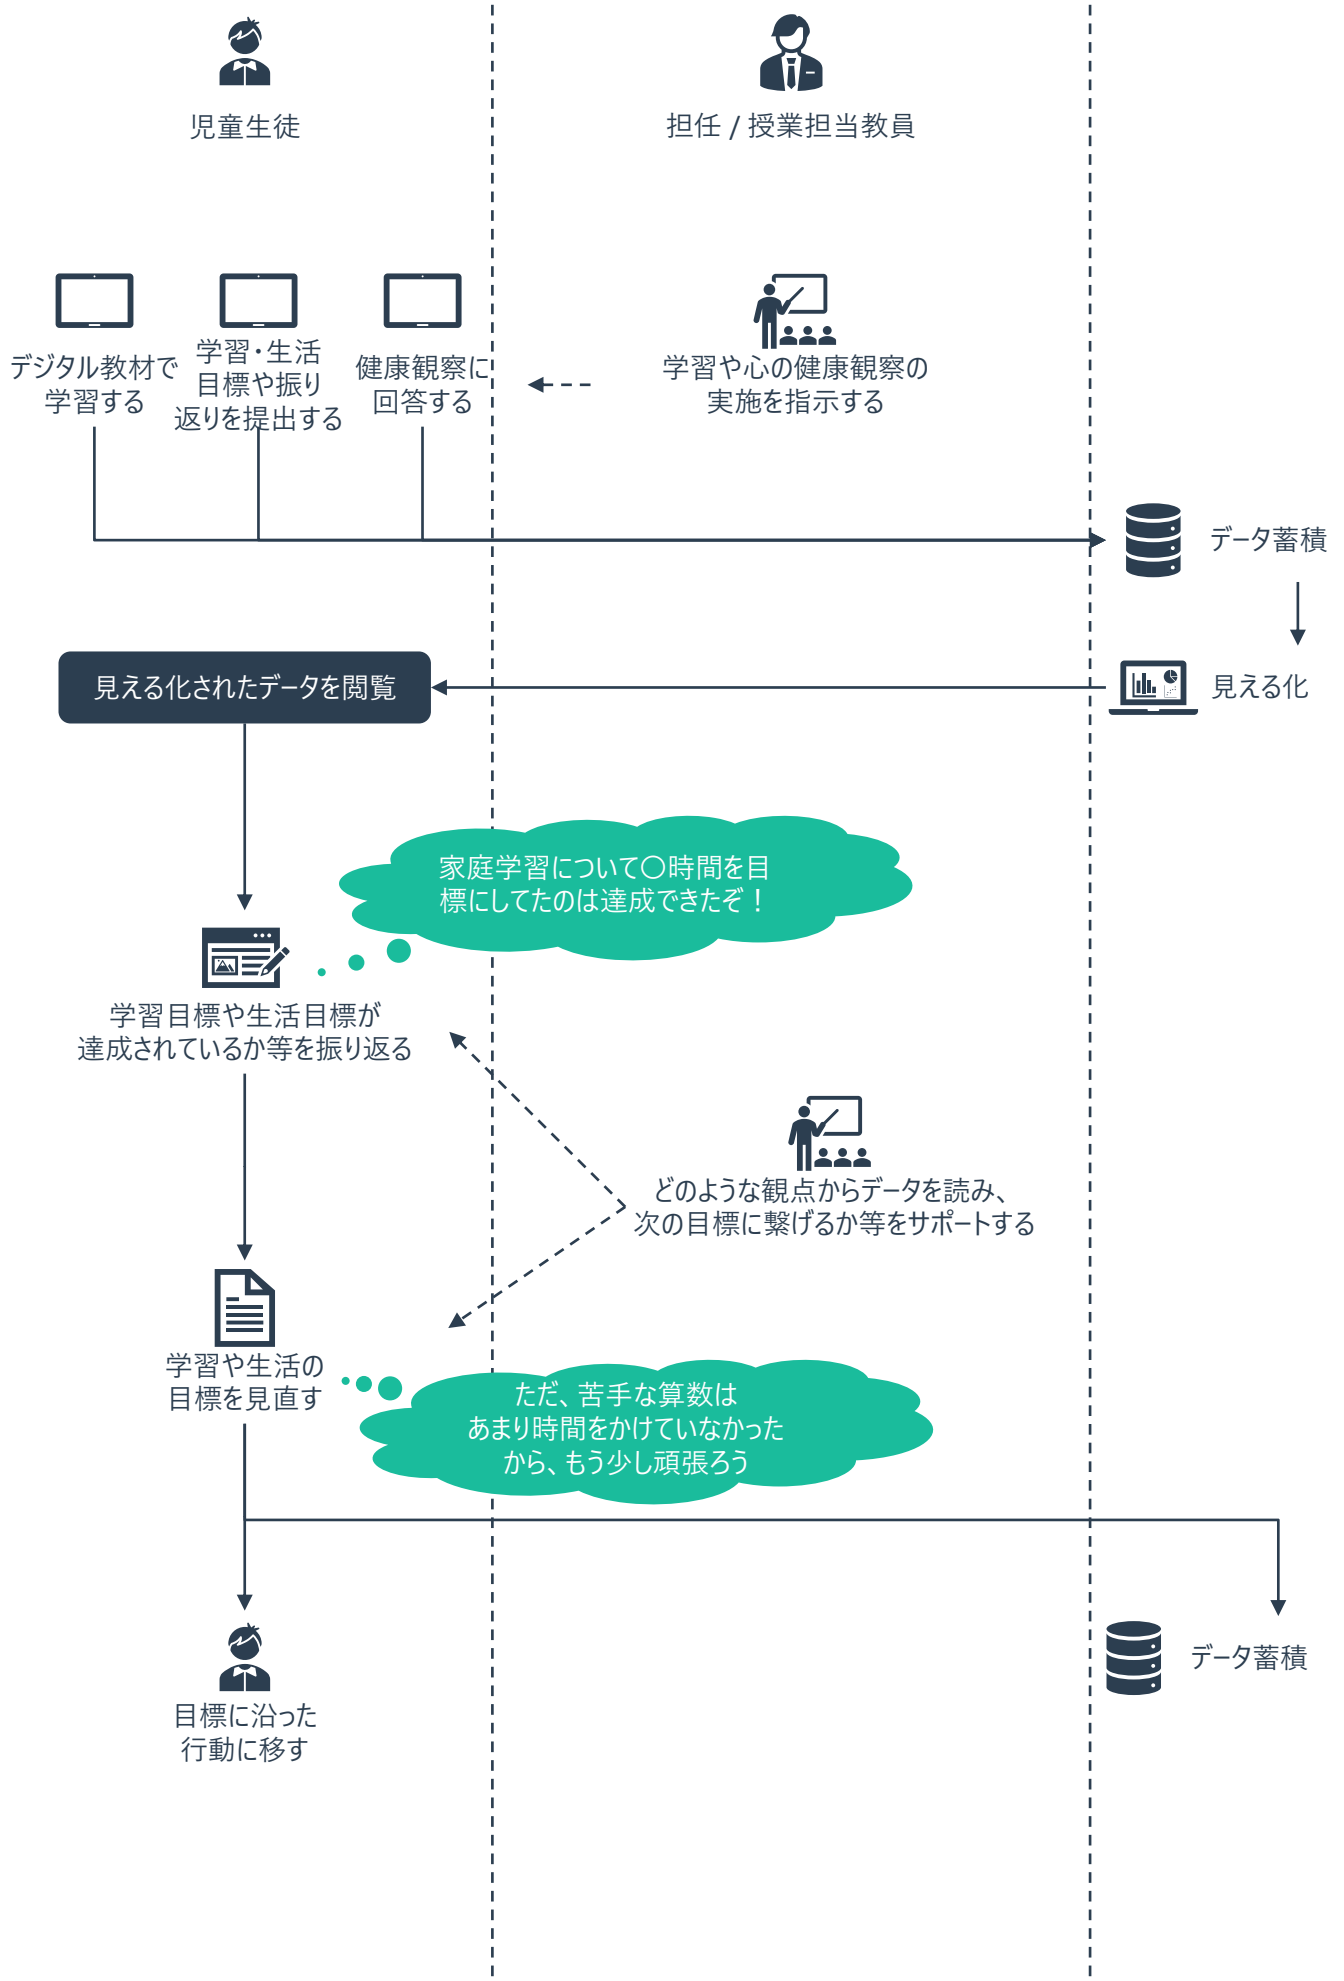 児童生徒
担任 / 授業担当教員
デジタル教材で
学習する
学習・生活
目標や振り
返りを提出する
健康観察に
回答する
学習や心の健康観察の
実施を指示する
データ蓄積
見える化されたデータを閲覧
見える化
家庭学習について〇時間を目
標にしてたのは達成できたぞ！
学習目標や生活目標が
達成されているか等を振り返る
どのような観点からデータを読み、
次の目標に繋げるか等をサポートする
学習や生活の
目標を見直す
ただ、苦手な算数は
あまり時間をかけていなかった
から、もう少し頑張ろう
データ蓄積
目標に沿った
行動に移す